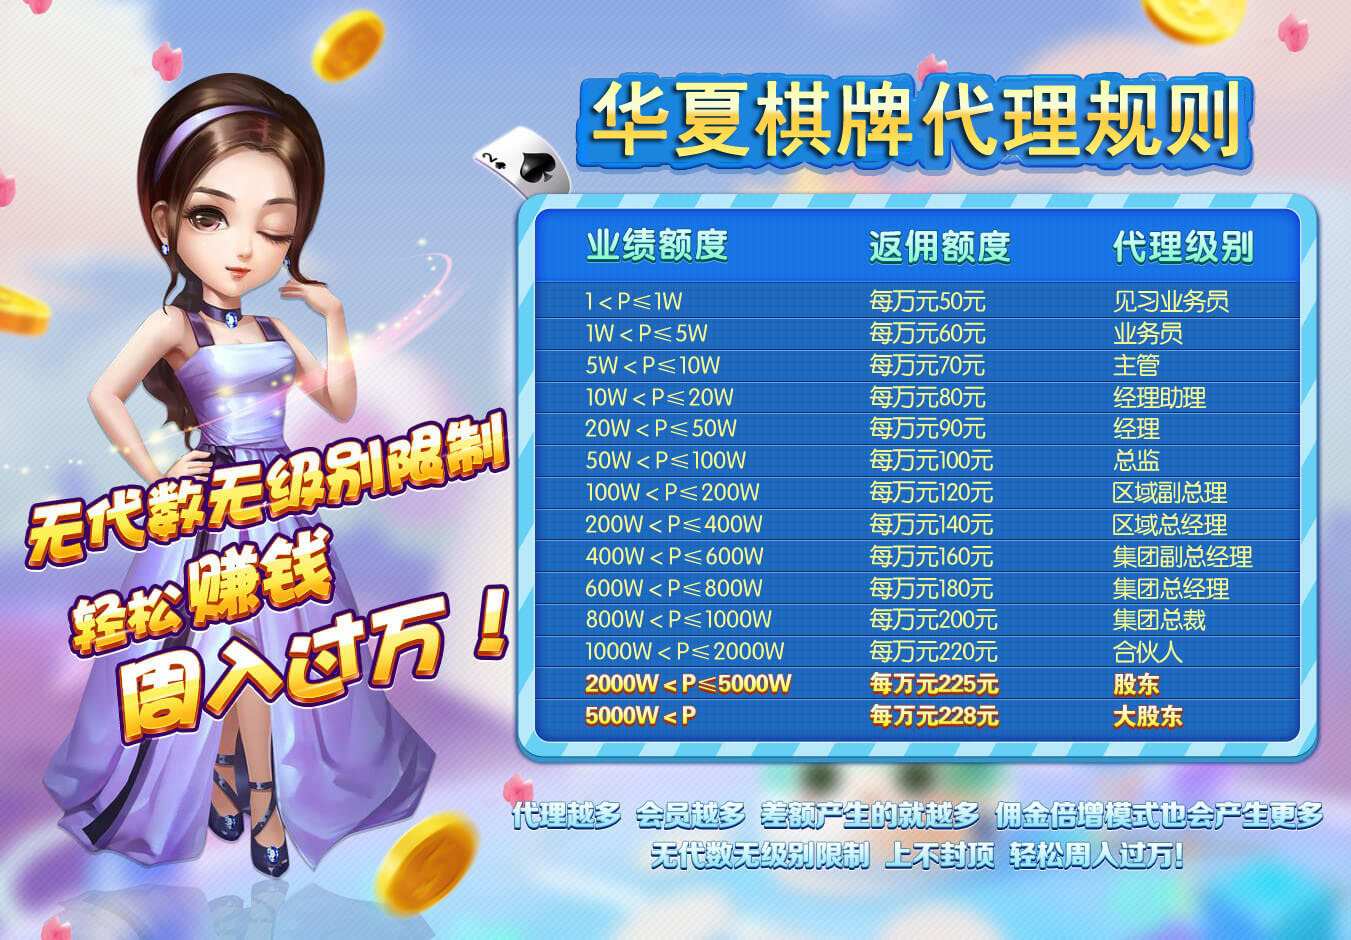 华夏棋牌代理规则
业绩额度 返佣额度 代理级别
1 < P ≤ 1W 每万元50元 见习业务员
1W < P ≤ 5W 每万元60元 业务员
5W < P ≤ 10W 每万元70元 主管
10W < P ≤ 20W 每万元80元 经理助理
20W < P ≤ 50W 每万元90元 经理
50W < P ≤ 100W 每万元100元 总监
100W < P ≤ 200W 每万元120元 区域副总理
200W < P ≤ 400W 每万元140元 区域总经理
400W < P ≤ 600W 每万元160元 集团副总经理
600W < P ≤ 800W 每万元180元 集团总经理
800W < P ≤ 1000W 每万元200元 集团总裁
1000W < P ≤ 2000W 每万元220元 合伙人
2000W < P ≤ 5000W 每万元225元 股东
5000W < P 每万元228元 大股东
无代数无级别限制
轻松赚钱
周入过万！
代理越多 会员越多 差额产生的就越多 佣金倍增模式也会产生更多
无代数无级别限制 上不封顶 轻松周入过万!
2